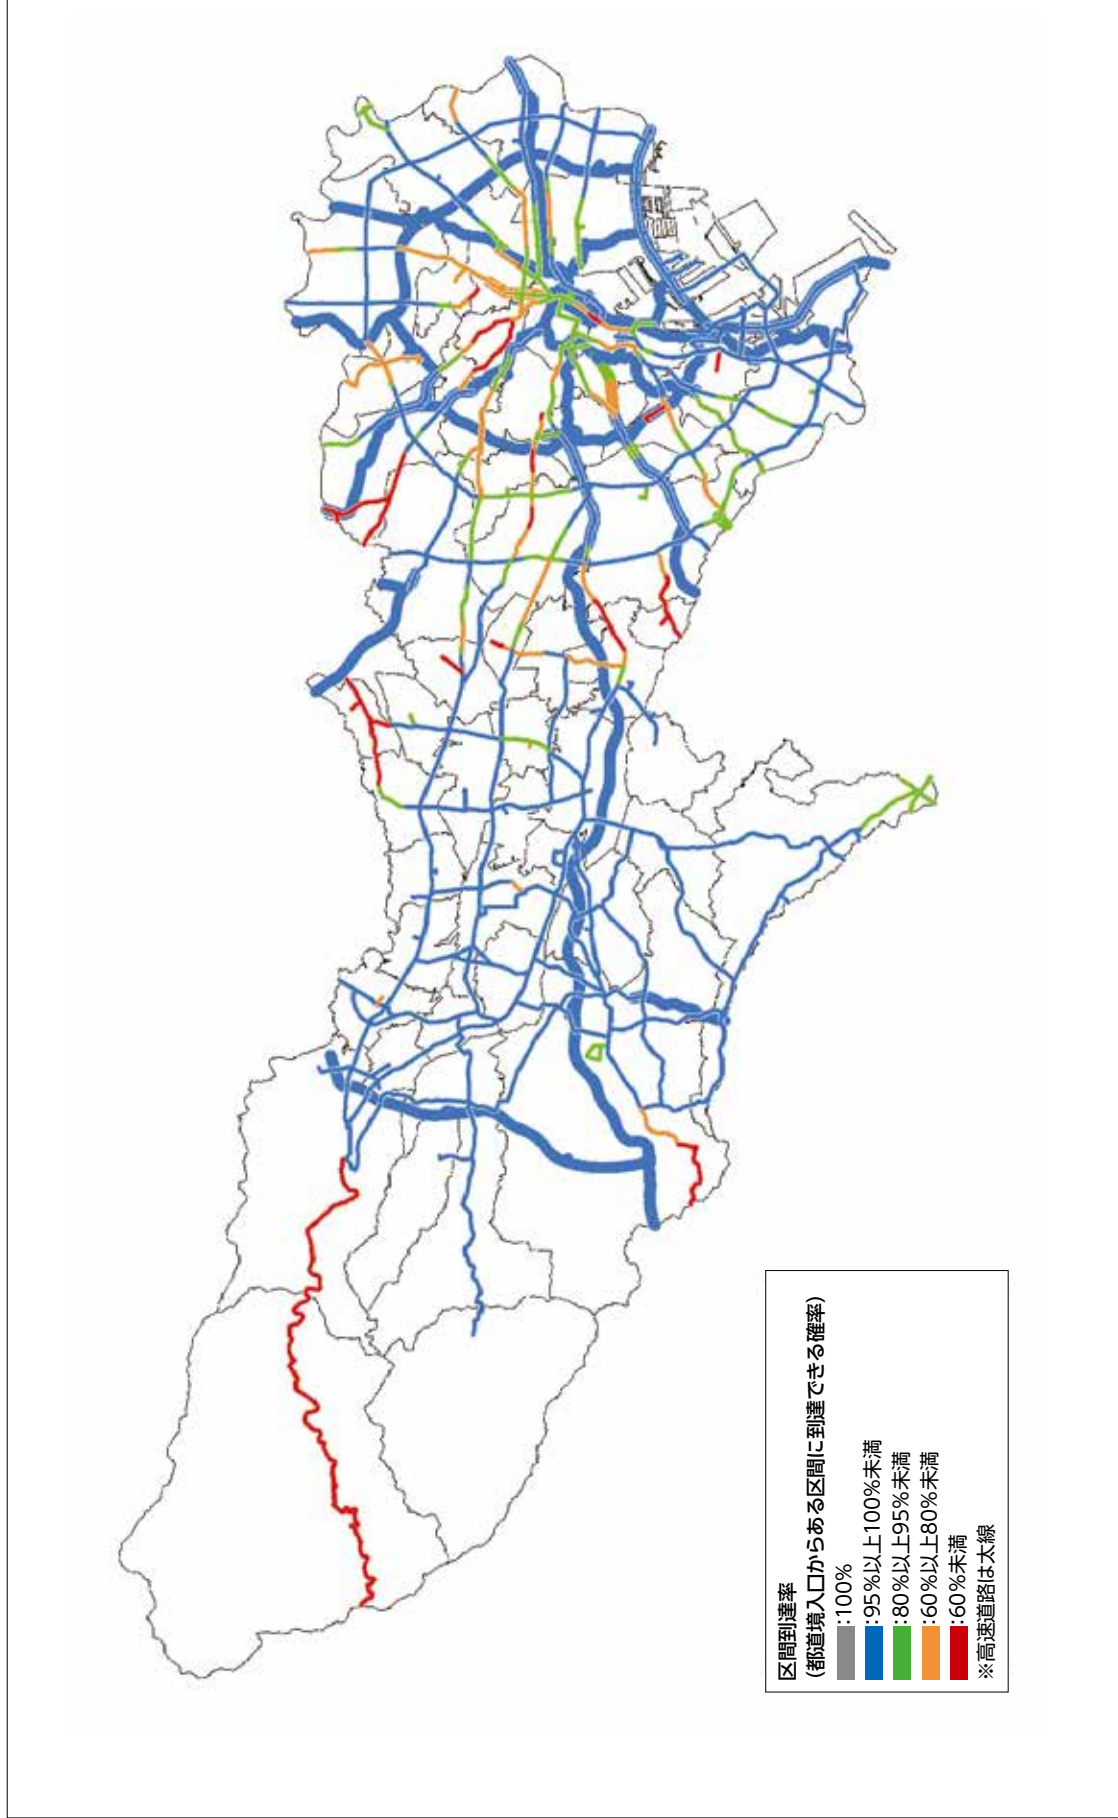 区間到達率
(都道境入口からある区間に到達できる確率)
:100%
:95%以上100%未満
:80%以上95%未満
:60%以上80%未満
:60%未満
※高速道路は太線